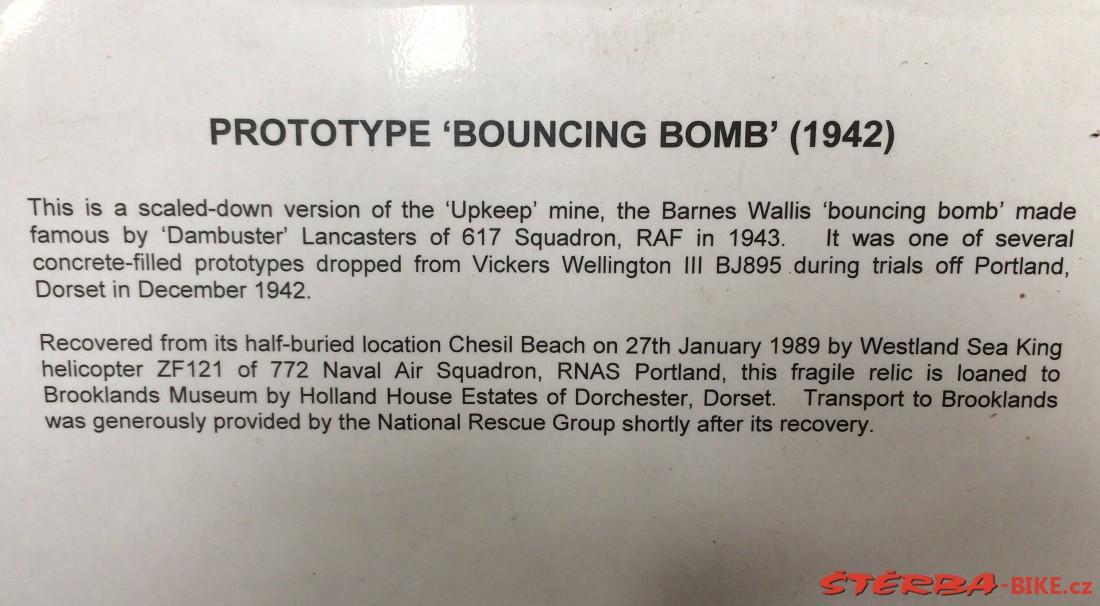 PROTOTYPE ‘BOUNCING BOMB’ (1942)
This is a scaled-down version of the ‘Upkeep’ mine, the Barnes Wallis ‘bouncing bomb’ made
famous by ‘Dambuster’ Lancasters of 617 Squadron, RAF in 1943. It was one of several
concrete-filled prototypes dropped from Vickers Wellington III BJ895 during trials off Portland,
Dorset in December 1942.
Recovered from its half-buried location Chesil Beach on 27th January 1989 by Westland Sea King
helicopter ZF121 of 772 Naval Air Squadron, RNAS Portland, this fragile relic is loaned to
Brooklands Museum by Holland House Estates of Dorchester, Dorset. Transport to Brooklands
was generously provided by the National Rescue Group shortly after its recovery.
ŠTĚRBA-BIKE.cz